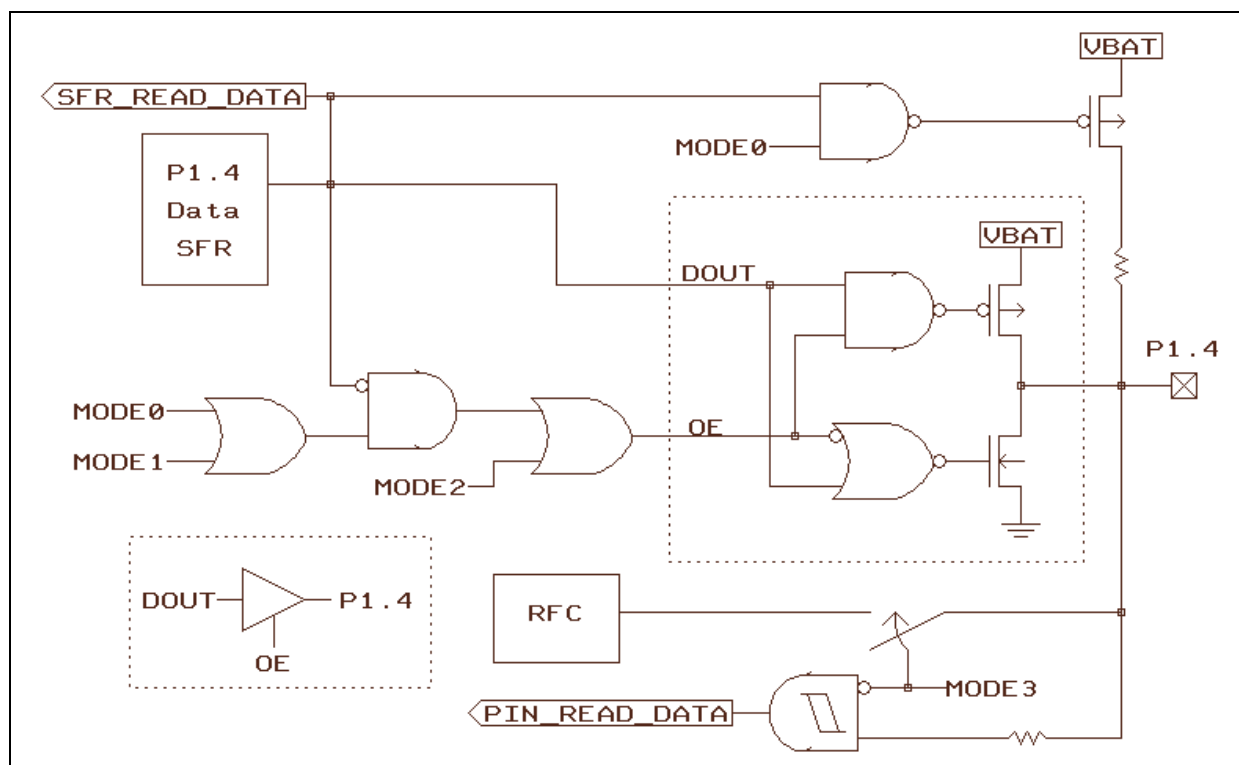 VBAT
SFR_READ_DATA
MODE0
P1.4
Data
SFR
VBAT
DOUT
P1.4
MODE0
MODE1
OE
MODE2
DOUT
P1.4
OE
RFC
MODE3
PIN_READ_DATA